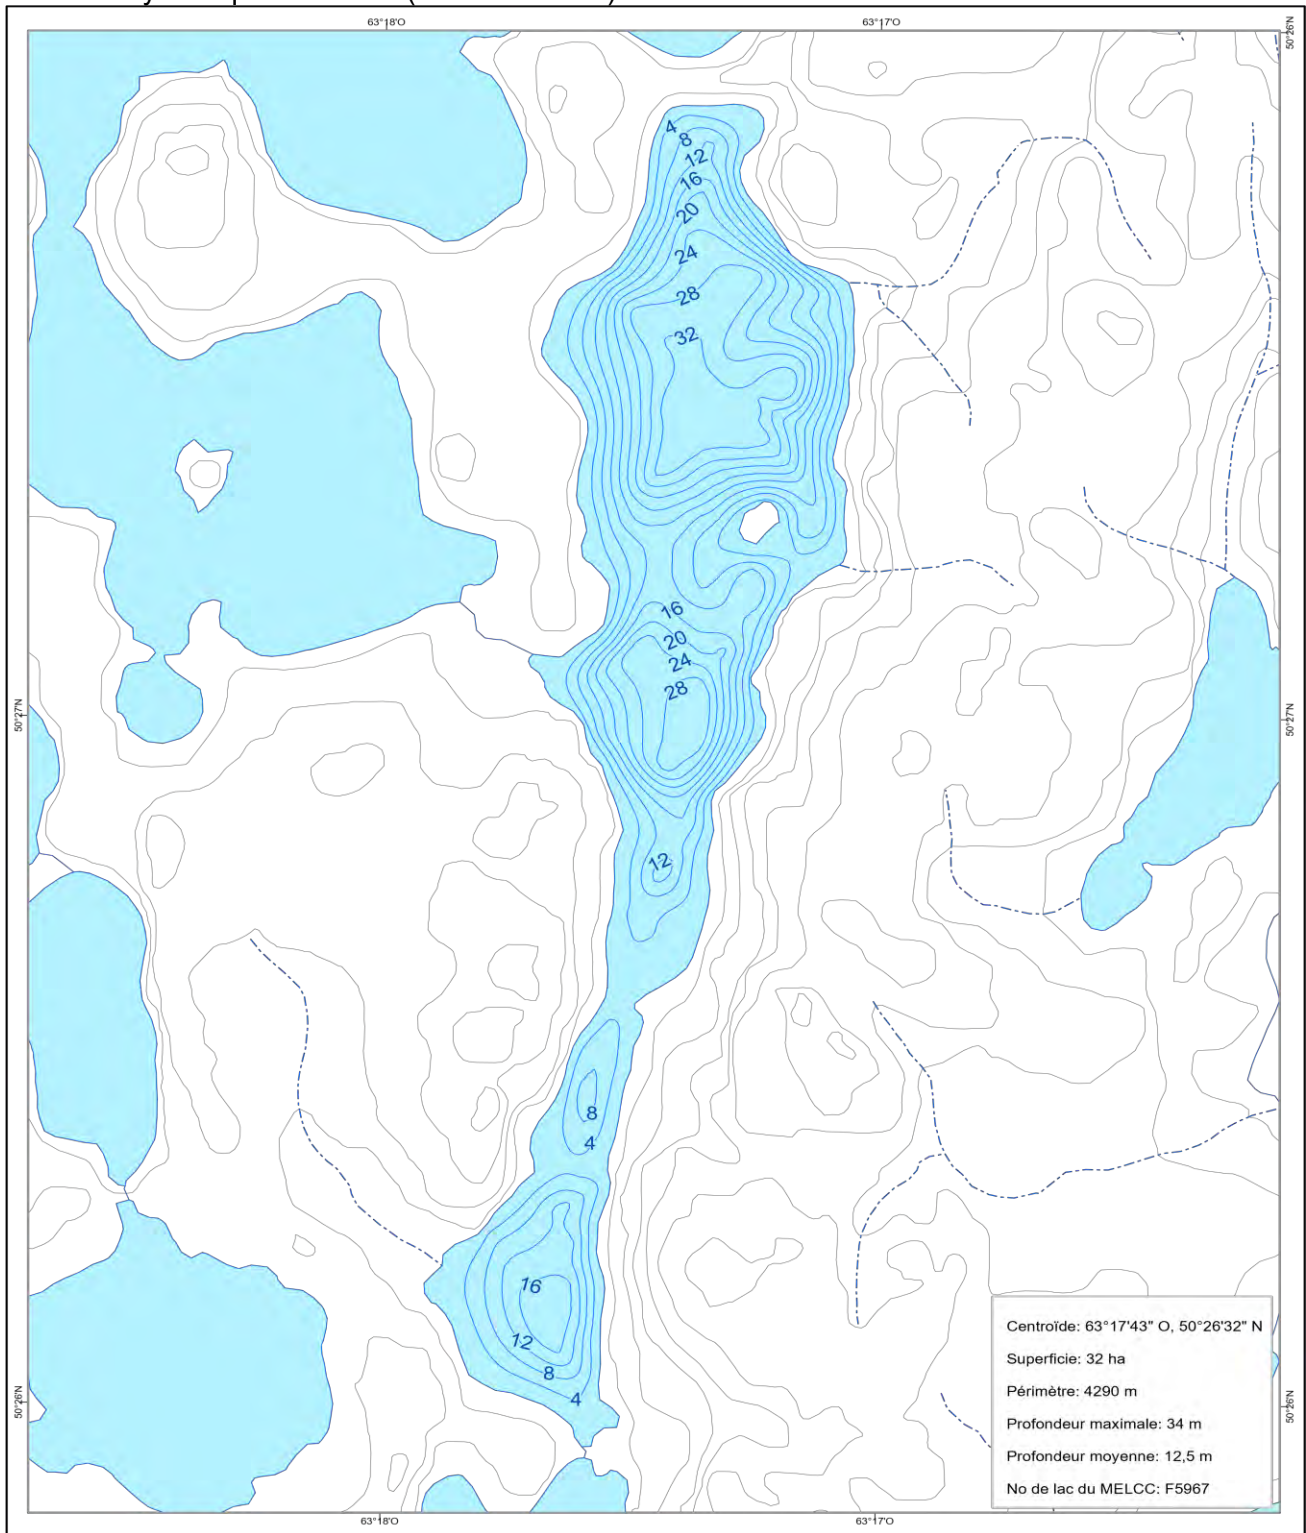 63°18'O 63°17'O
50°26'N
4
8
12
16
20
24
28
32
16
20
24
28
50°27'N 50°27'N
12
8
4
16
12
8
4
Centroïde: 63°17'43" O, 50°26'32" N
Superficie: 32 ha
Périmètre: 4290 m
Profondeur maximale: 34 m
Profondeur moyenne: 12,5 m
No de lac du MELCC: F5967
50°26'N 50°26'N
63°18'O 63°17'O